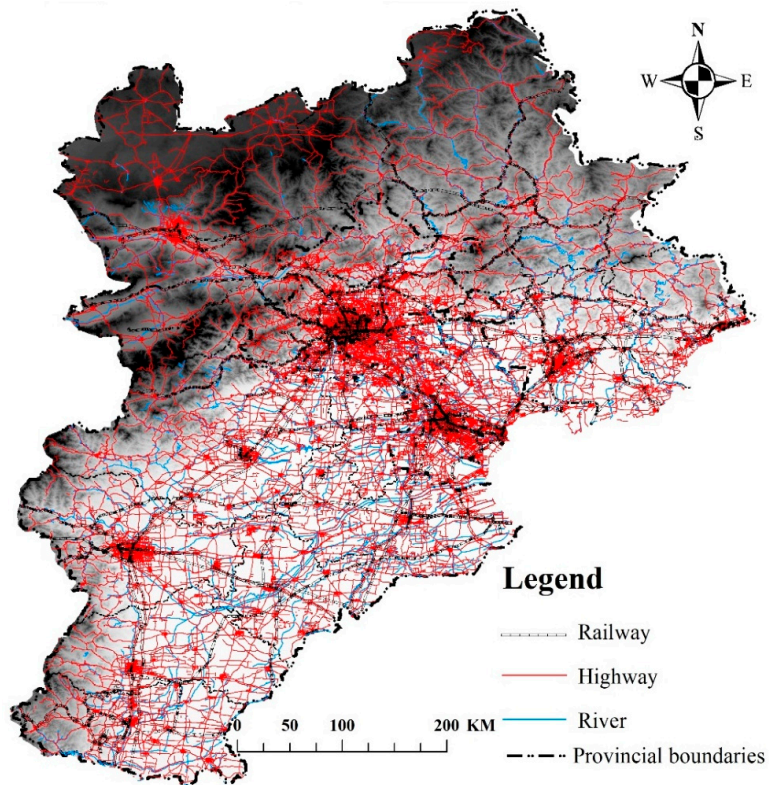 N
W
E
S
Legend
Railway
Highway
River
Provincial boundaries
0 50 100 200 KM